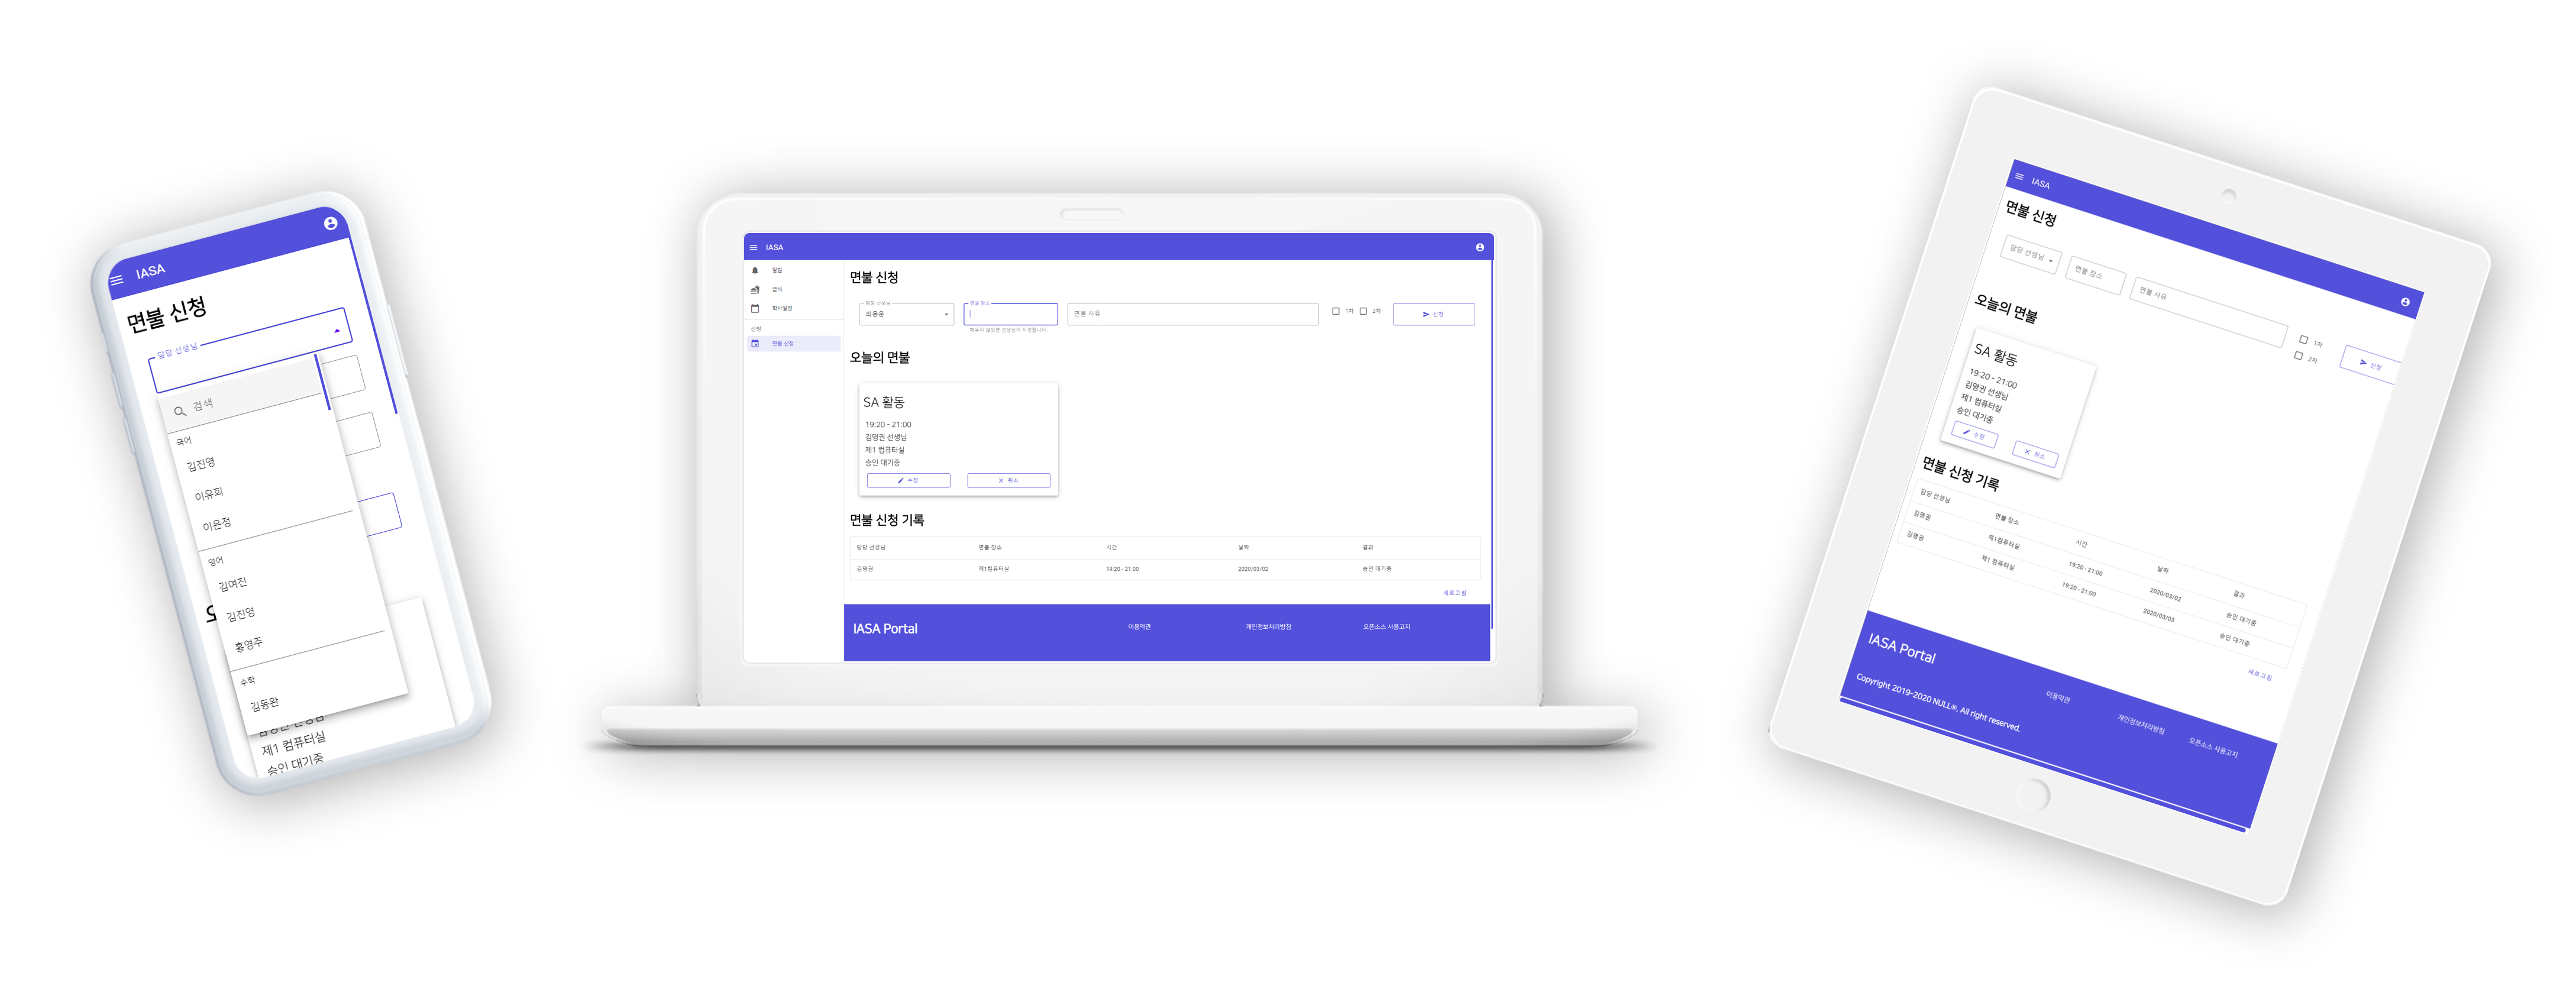 IASA
면불 신청
담당 선생님
검색
국어
김진영
이유희
이은정
영어
김여진
김진영
홍영주
수학
김동완
제1 컴퓨터실
승인 대기중
IASA
알림
급식
학사일정
신청
면불 신청
면불 신청
담당 선생님
최용운
면불 장소
채우지 않으면 선생님이 지정합니다
면불 사유
1차
2차
신청
오늘의 면불
SA 활동
19:20 - 21:00
김명권 선생님
제1 컴퓨터실
승인 대기중
수정
취소
면불 신청 기록
담당 선생님 면불 장소 시간 날짜 결과
김명권 제1컴퓨터실 19:20 - 21:00 2020/03/02 승인 대기중
새로고침
IASA Portal
이용약관
개인정보처리방침
오픈소스 사용고지
IASA
면불 신청
담당 선생님
면불 장소
면불 사유
1차
2차
신청
오늘의 면불
SA 활동
19:20 - 21:00
김명권 선생님
제1 컴퓨터실
승인 대기중
수정
취소
면불 신청 기록
담당 선생님 면불 장소 시간 날짜 결과
김명권 제1컴퓨터실 19:20 - 21:00 2020/03/02 승인 대기중
김명권 제1 컴퓨터실 19:20 - 21:00 2020/03/03 승인 대기중
새로고침
IASA Portal
이용약관
개인정보처리방침
오픈소스 사용고지
Copyright 2019-2020 NULL®. All right reserved.